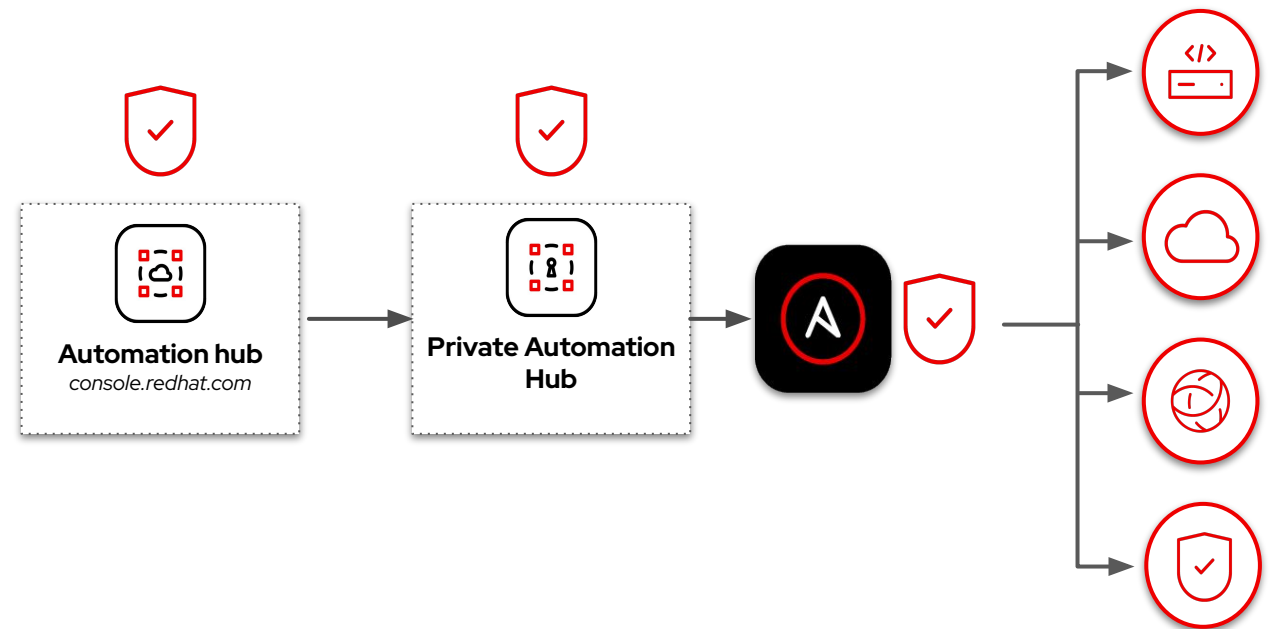 </>
Automation hub
console.redhat.com
Private Automation
Hub